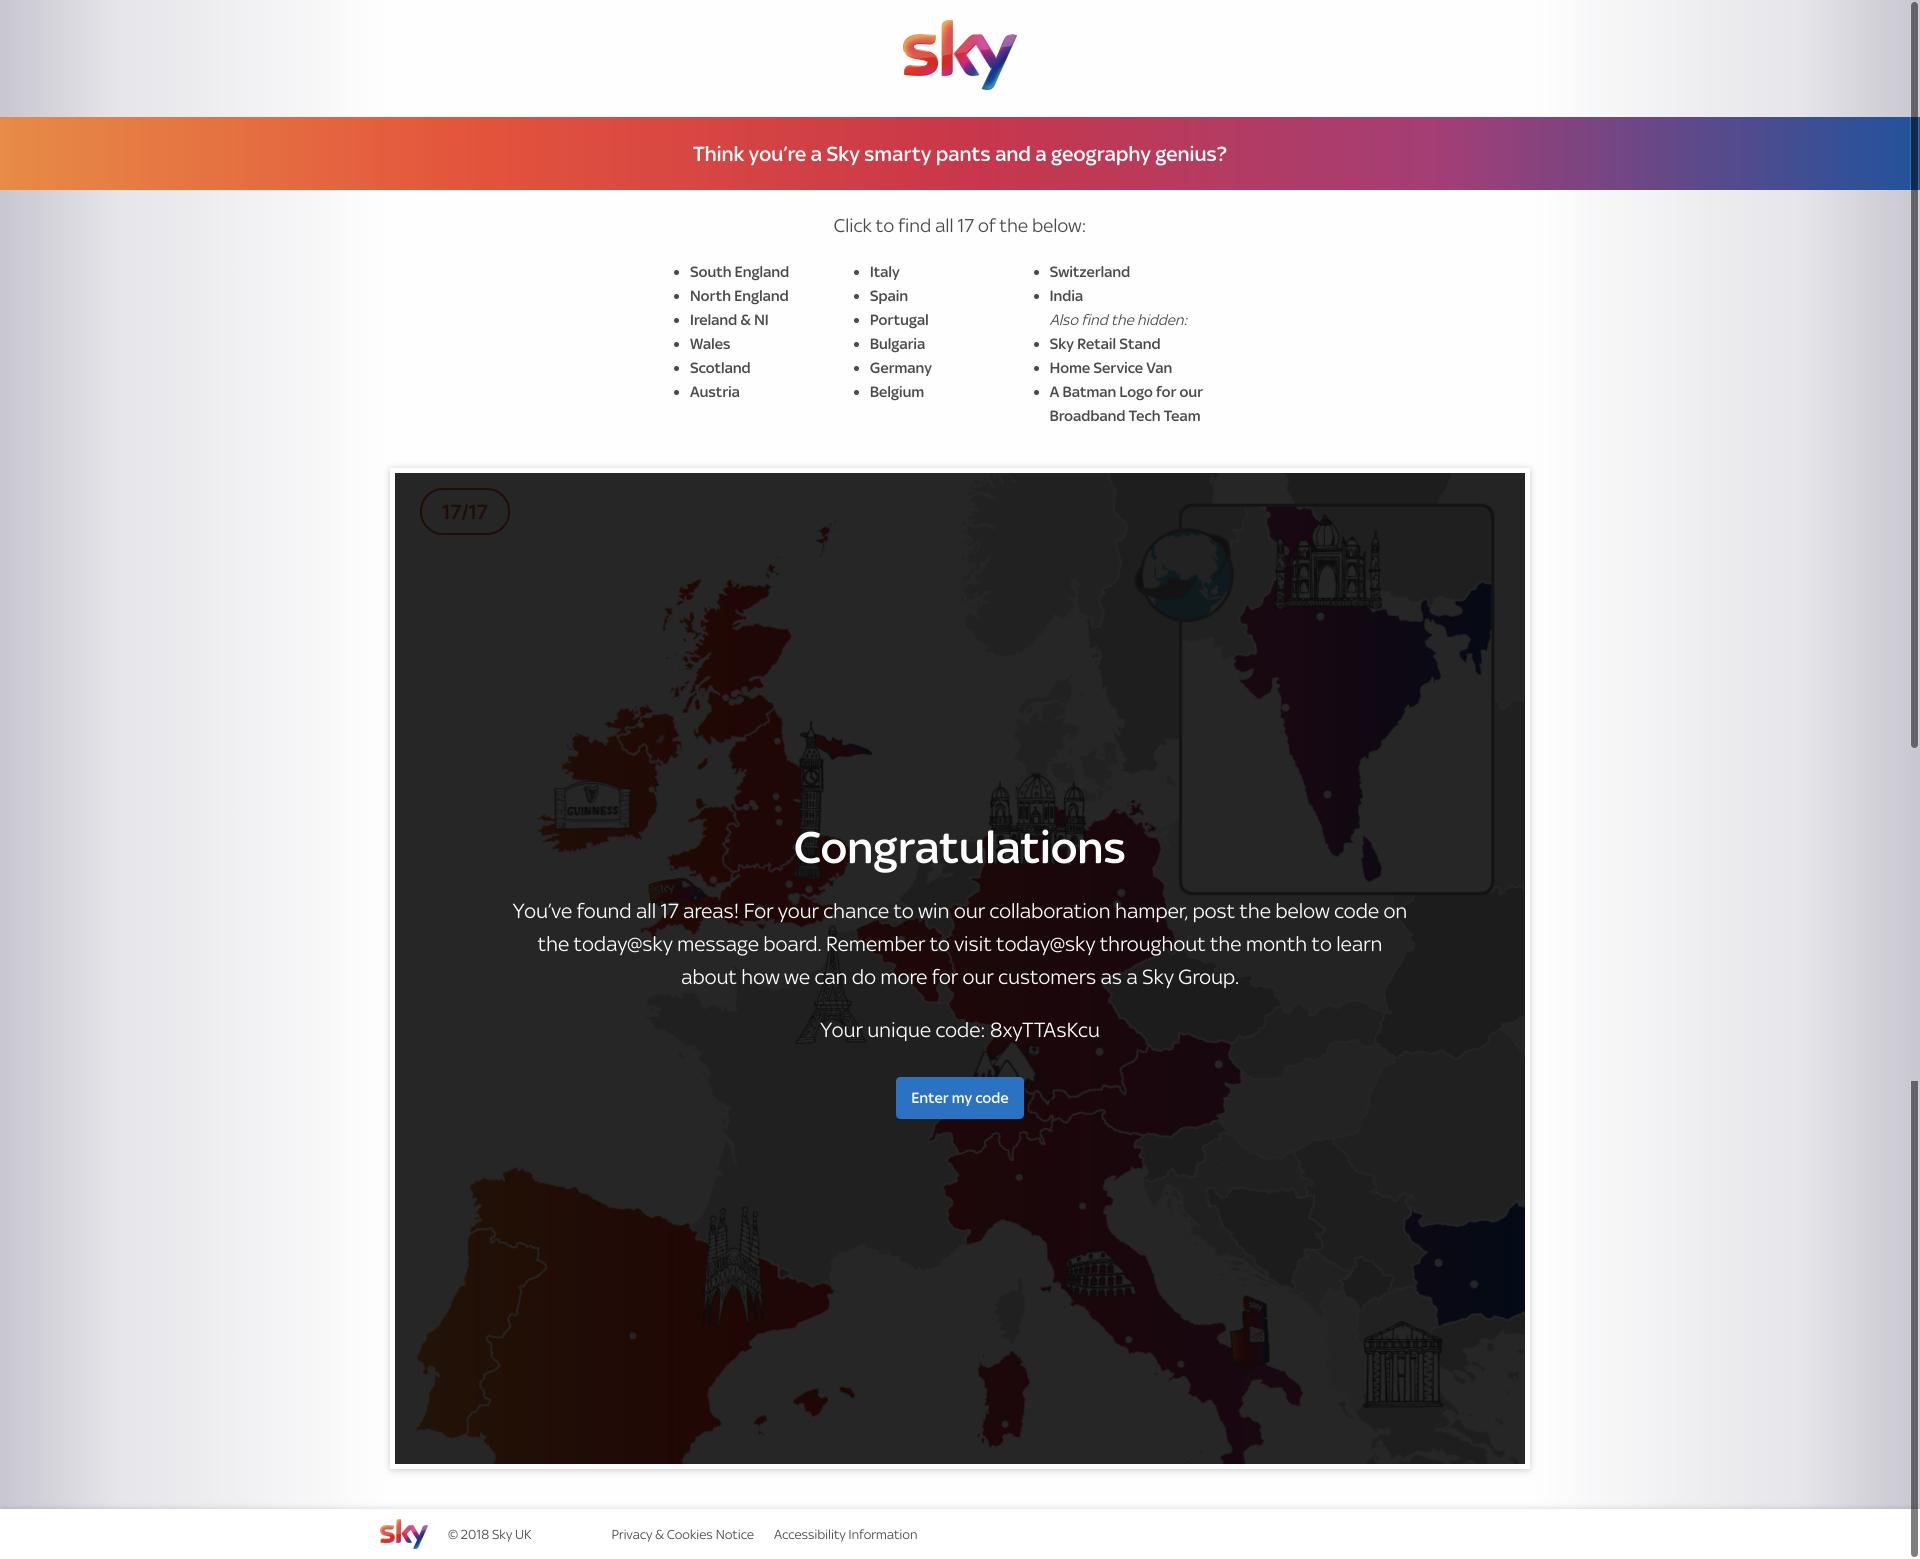 sky
Think you're a Sky smarty pants and a geography genius?
Click to find all 17 of the below:
South England
North England
Ireland & NI
Wales
Scotland
Austria
Italy
Spain
Portugal
Bulgaria
Germany
Belgium
Switzerland
India
Also find the hidden:
Sky Retail Stand
Home Service Van
A Batman Logo for our
Broadband Tech Team
17/17
GUINNESS
sky
Congratulations
You've found all 17 areas! For your chance to win our collaboration hamper, post the below code on
the today@sky message board. Remember to visit today@sky throughout the month to learn
about how we can do more for our customers as a Sky Group.
Your unique code: 8xyTTAsKcu
Enter my code
sky
sky
© 2018 Sky UK
Privacy & Cookies Notice
Accessibility Information